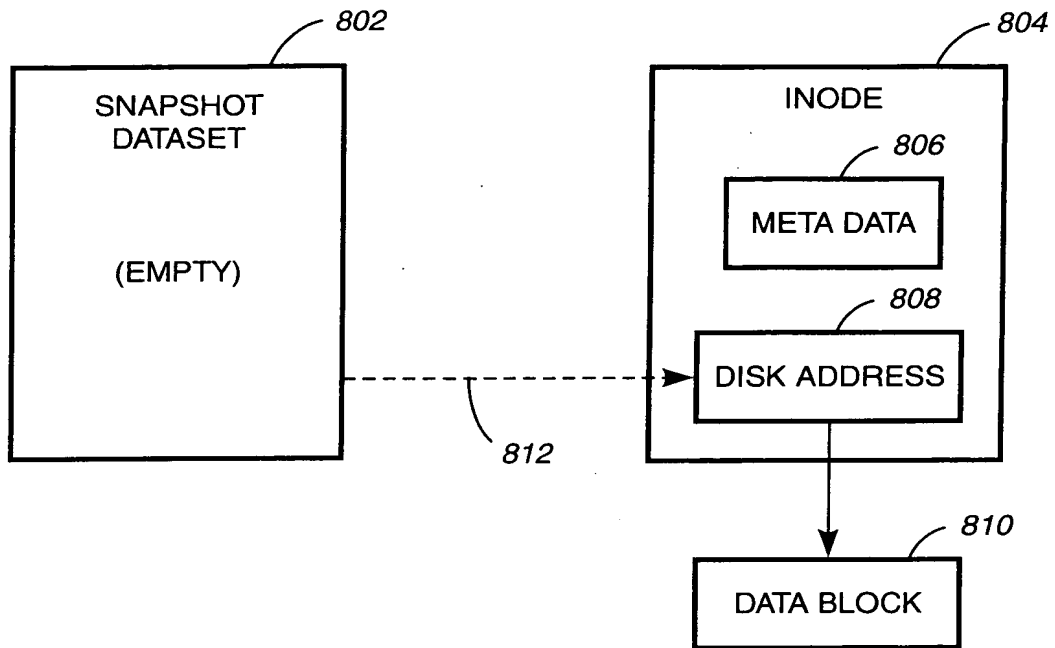 802
SNAPSHOT
DATASET
(EMPTY)
804
INODE
806
META DATA
808
DISK ADDRESS
812
810
DATA BLOCK